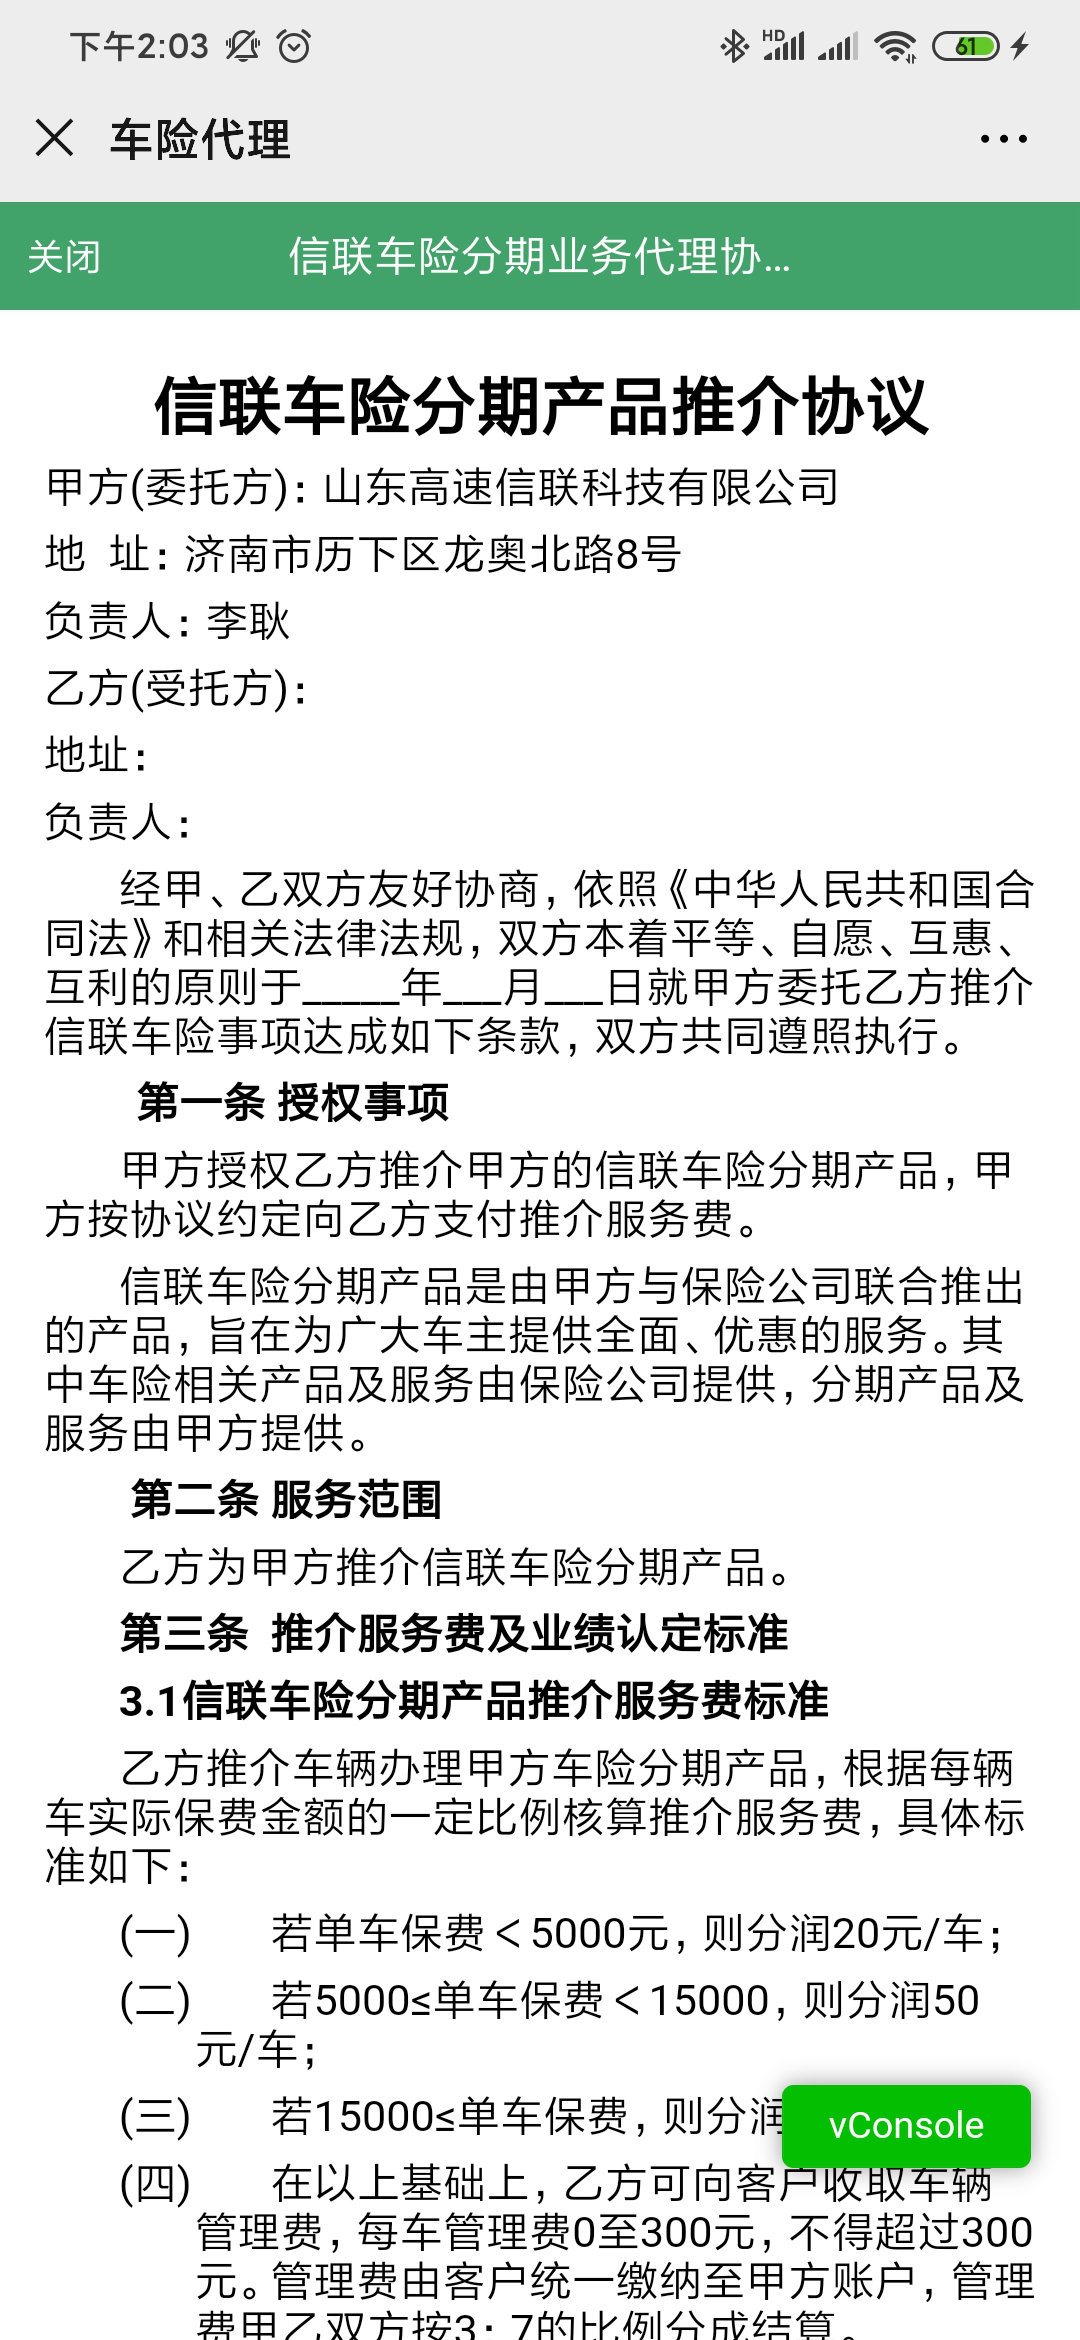 下午2:03
HD
61
车险代理
关闭
信联车险分期业务代理协...
信联车险分期产品推介协议
甲方(委托方)：山东高速信联科技有限公司
地 址：济南市历下区龙奥北路8号
负责人：李耿
乙方(受托方)：
地址：
负责人：
经甲、乙双方友好协商，依照《中华人民共和国合
同法》和相关法律法规，双方本着平等、自愿、互惠、
互利的原则于_____年___月___日就甲方委托乙方推介
信联车险事项达成如下条款，双方共同遵照执行。
第一条 授权事项
甲方授权乙方推介甲方的信联车险分期产品，甲
方按协议约定向乙方支付推介服务费。
信联车险分期产品是由甲方与保险公司联合推出
的产品，旨在为广大车主提供全面、优惠的服务。其
中车险相关产品及服务由保险公司提供，分期产品及
服务由甲方提供。
第二条 服务范围
乙方为甲方推介信联车险分期产品。
第三条 推介服务费及业绩认定标准
3.1信联车险分期产品推介服务费标准
乙方推介车辆办理甲方车险分期产品，根据每辆
车实际保费金额的一定比例核算推介服务费，具体标
准如下：
(一) 若单车保费＜5000元，则分润20元/车；
(二) 若5000≤单车保费＜15000，则分润50
元/车；
(三) 若15000≤单车保费，则分润
vConsole
(四) 在以上基础上，乙方可向客户收取车辆
管理费，每车管理费0至300元，不得超过300
元。管理费由客户统一缴纳至甲方账户，管理
费甲乙双方按3：7的比例分成结算。